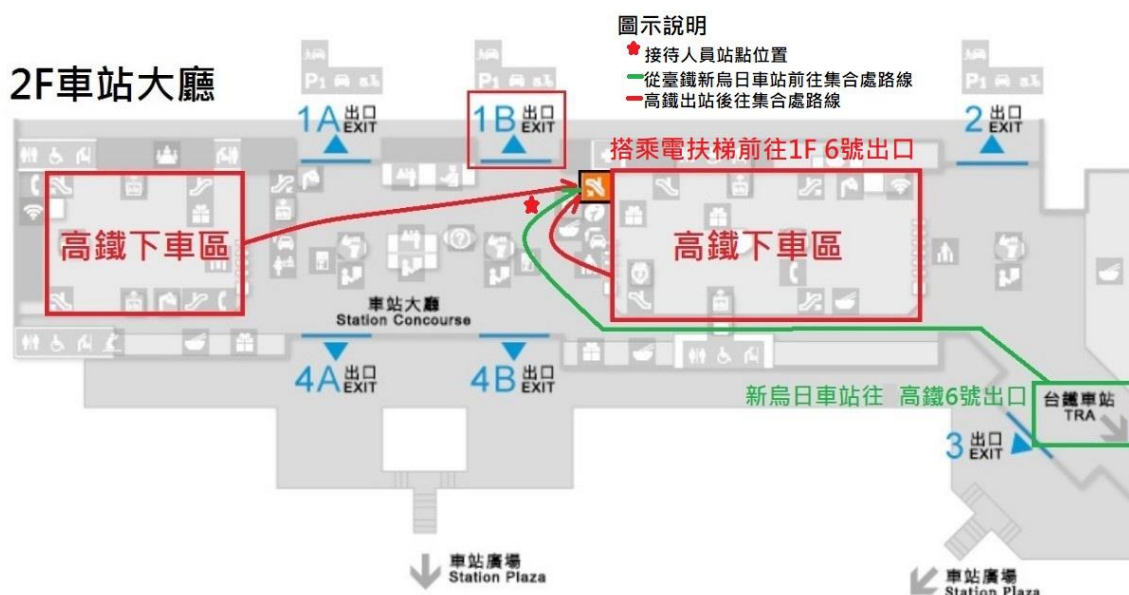 圖示說明
接待人員站點位置
從臺鐵新烏日車站前往集合處路線
高鐵出站後往集合處路線
2F車站大廳
P1
P1
P1
1A 出口 EXIT
1B 出口 EXIT
2 出口 EXIT
搭乘電扶梯前往1F 6號出口
高鐵下車區
高鐵下車區
車站大廳
Station Concourse
4A 出口 EXIT
4B 出口 EXIT
新烏日車站往 高鐵6號出口
台鐵車站
TRA
3 出口 EXIT
車站廣場
Station Plaza
車站廣場
Station Plaza